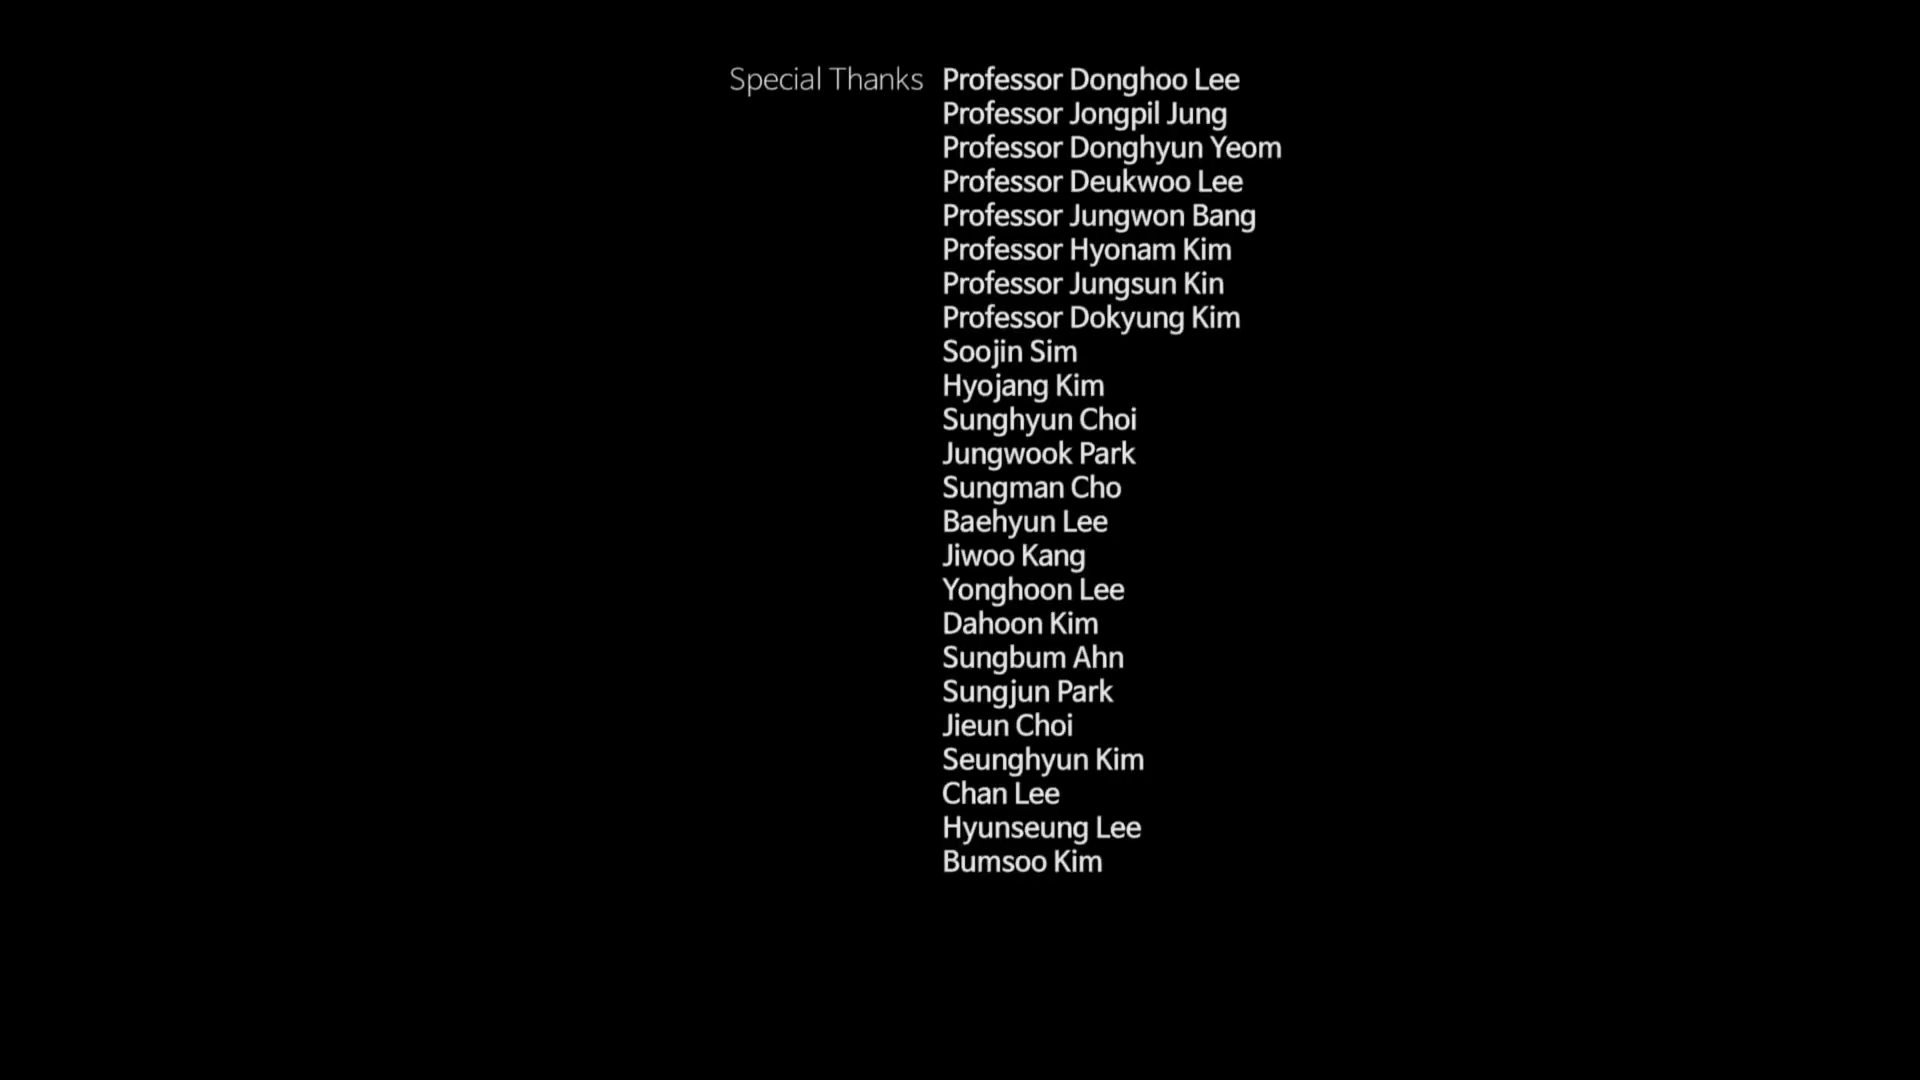 Special Thanks Professor Donghoo Lee
Professor Jongpil Jung
Professor Donghyun Yeom
Professor Deukwoo Lee
Professor Jungwon Bang
Professor Hyonam Kim
Professor Jungsun Kin
Professor Dokyung Kim
Soojin Sim
Hyojang Kim
Sunghyun Choi
Jungwook Park
Sungman Cho
Baehyun Lee
Jiwoo Kang
Yonghoon Lee
Dahoon Kim
Sungbum Ahn
Sungjun Park
Jieun Choi
Seunghyun Kim
Chan Lee
Hyunseung Lee
Bumsoo Kim